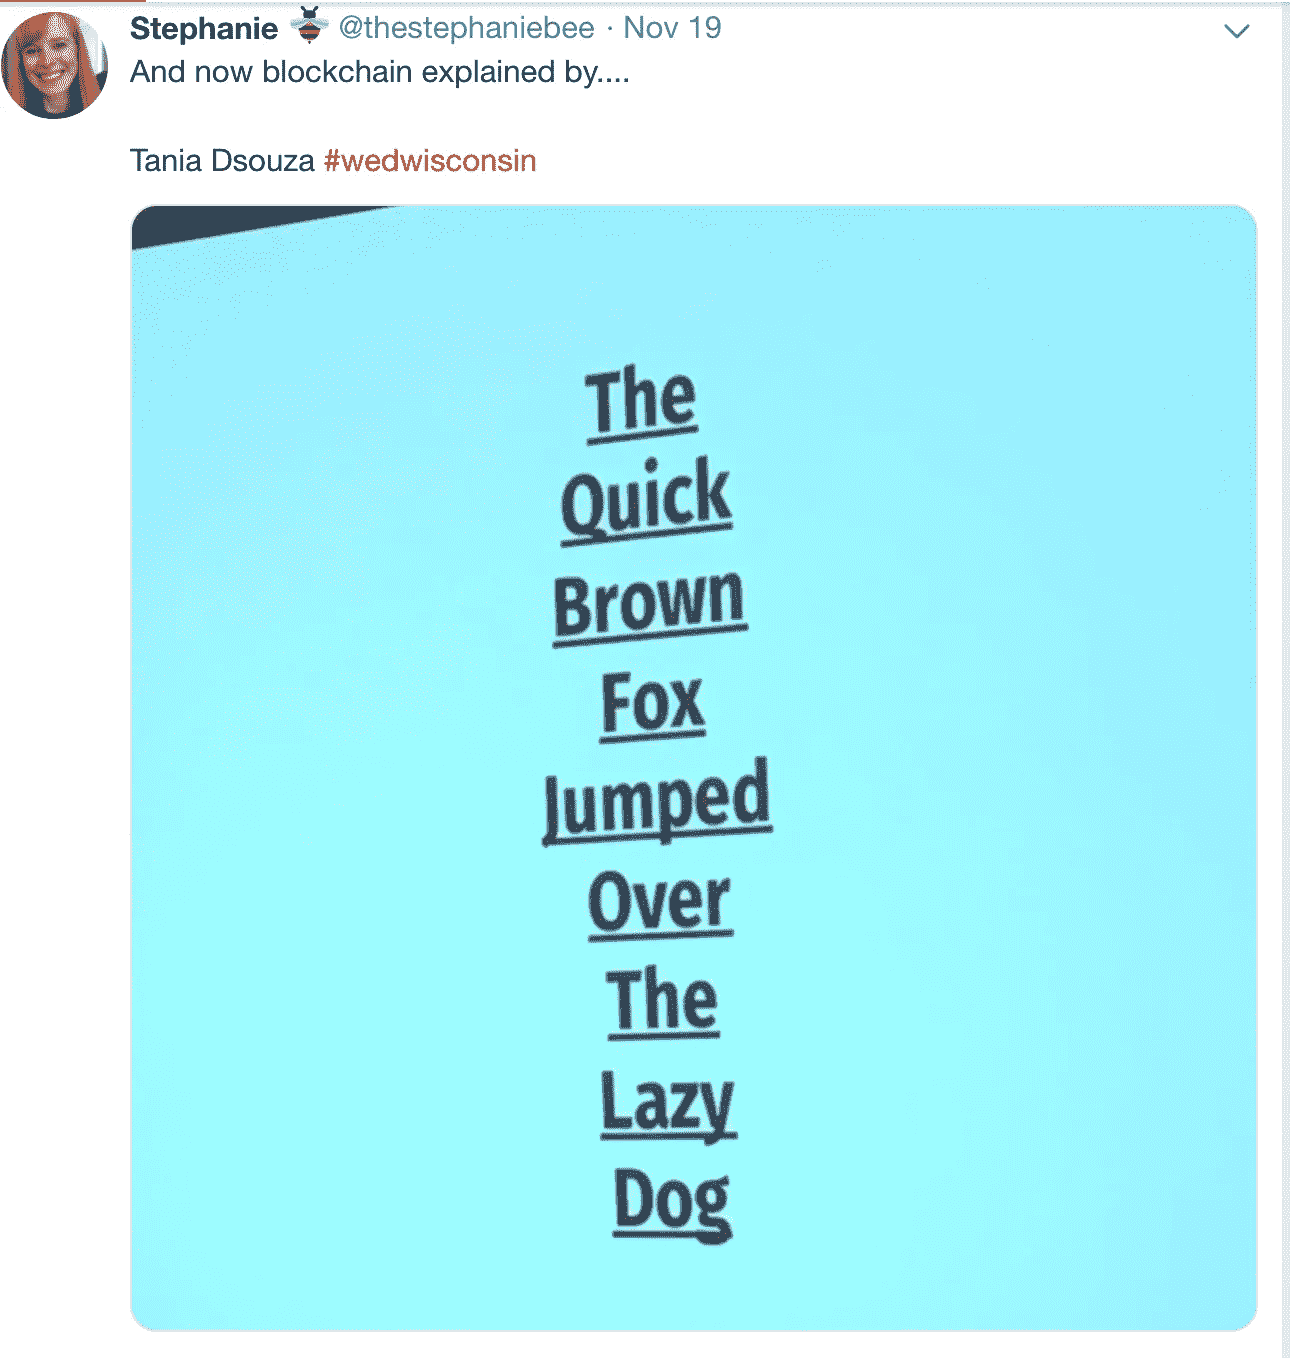 Stephanie 🐝 @thestephaniebee · Nov 19
And now blockchain explained by....
Tania Dsouza #wedwisconsin
The
Quick
Brown
Fox
Jumped
Over
The
Lazy
Dog